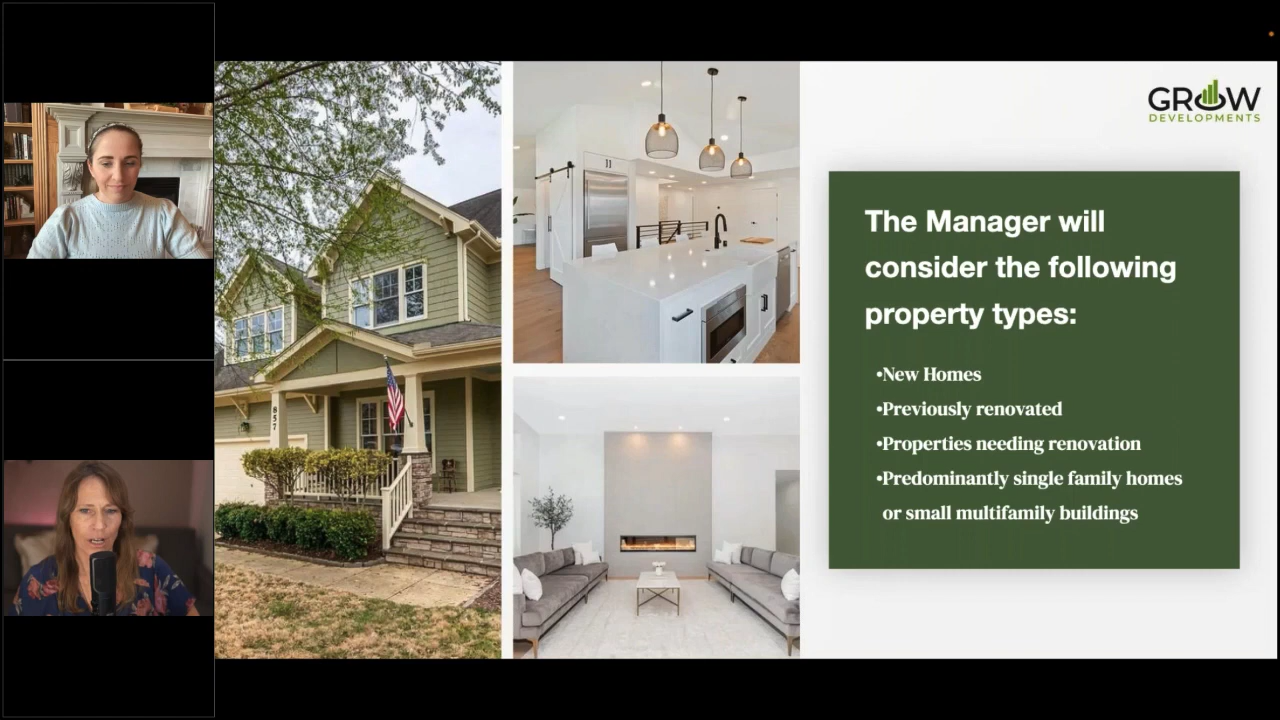 GROW
DEVELOPMENTS
The Manager will
consider the following
property types:
•New Homes
•Previously renovated
•Properties needing renovation
•Predominantly single family homes
or small multifamily buildings
857